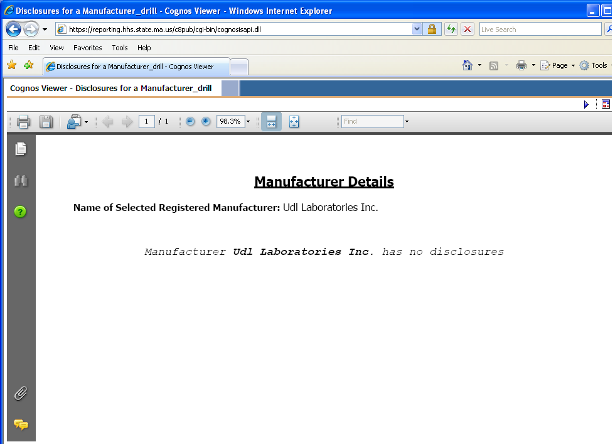 Disclosures for a Manufacturer_drill - Cognos Viewer - Windows Internet Explorer
https://reporting.hhs.state.ma.us/c8pub/cgi-bin/cognosisapi.dll
Live Search
File Edit View Favorites Tools Help
Disclosures for a Manufacturer_drill - Cognos Viewer
Page Tools
Cognos Viewer - Disclosures for a Manufacturer_drill
1 / 1 98.3% Find
Manufacturer Details
Name of Selected Registered Manufacturer: Udl Laboratories Inc.
Manufacturer Udl Laboratories Inc. has no disclosures